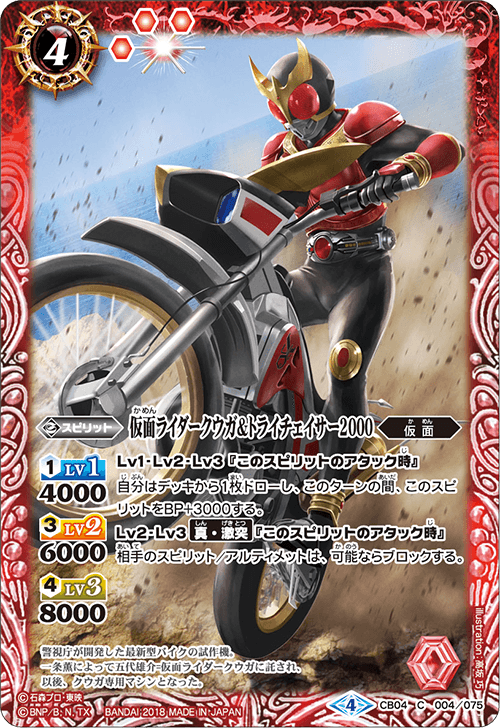 4
スピリット
かめん
仮面ライダークウガ&トライチェイサー2000
かめん
仮面
1 LV1
4000
Lv1・Lv2・Lv3『このスピリットのアタック時』
自分はデッキから1枚ドローし、このターンの間、このスピ
リットをBP+3000する。
3 LV2
6000
Lv2・Lv3 真・激突『このスピリットのアタック時』
相手のスピリット/アルティメットは、可能ならブロックする。
4 LV3
8000
警視庁が開発した最新型バイクの試作機。
一条薫によって五代雄介=仮面ライダークウガに託され、
以後、クウガ専用マシンとなった。
illustration:高坂 巧
©石森プロ・東映
©BNP/B・N,TX BANDAI 2018 MADE IN JAPAN
4 CB04 C 004/075